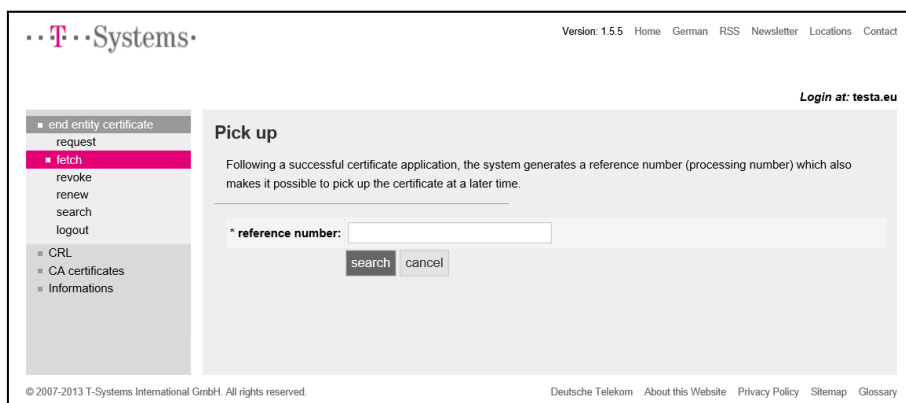 ··T··Systems·
Version: 1.5.5 Home German RSS Newsletter Locations Contact
Login at: testa.eu
end entity certificate
request
fetch
revoke
renew
search
logout
CRL
CA certificates
Informations
Pick up
Following a successful certificate application, the system generates a reference number (processing number) which also
makes it possible to pick up the certificate at a later time.
* reference number:
search cancel
© 2007-2013 T-Systems International GmbH. All rights reserved.
Deutsche Telekom About this Website Privacy Policy Sitemap Glossary